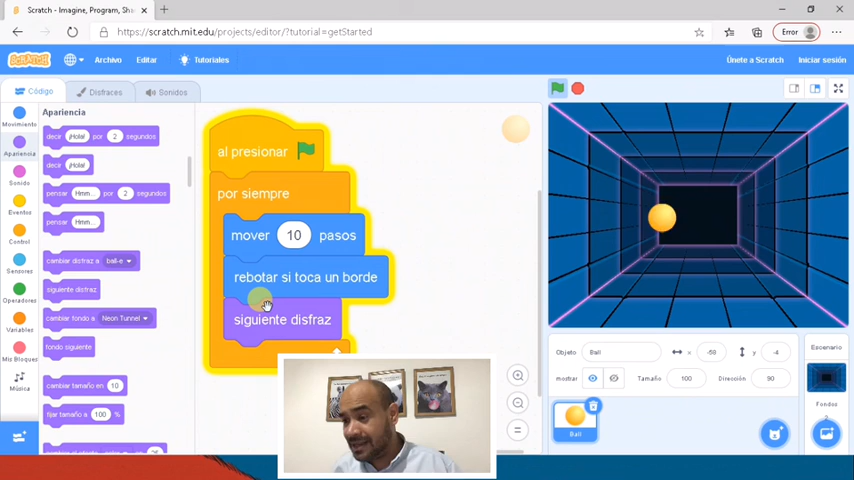 Scratch - Imagine, Program, Sha
https://scratch.mit.edu/projects/editor/?tutorial=getStarted
Error
SCRATCH
Archivo
Editar
Tutoriales
Únete a Scratch
Iniciar sesión
Código
Disfraces
Sonidos
Movimiento
Apariencia
Sonido
Eventos
Control
Sensores
Operadores
Variables
Mis Bloques
Música
Apariencia
decir ¡Hola! por 2 segundos
decir ¡Hola!
pensar Hmm... por 2 segundos
pensar Hmm...
cambiar disfraz a ball-e
siguiente disfraz
cambiar fondo a Neon Tunnel
fondo siguiente
cambiar tamaño en 10
fijar tamaño a 100 %
al presionar
por siempre
mover 10 pasos
rebotar si toca un borde
siguiente disfraz
Objeto Ball x -58 y -4
mostrar Tamaño 100 Dirección 90
Ball
Escenario
Fondos